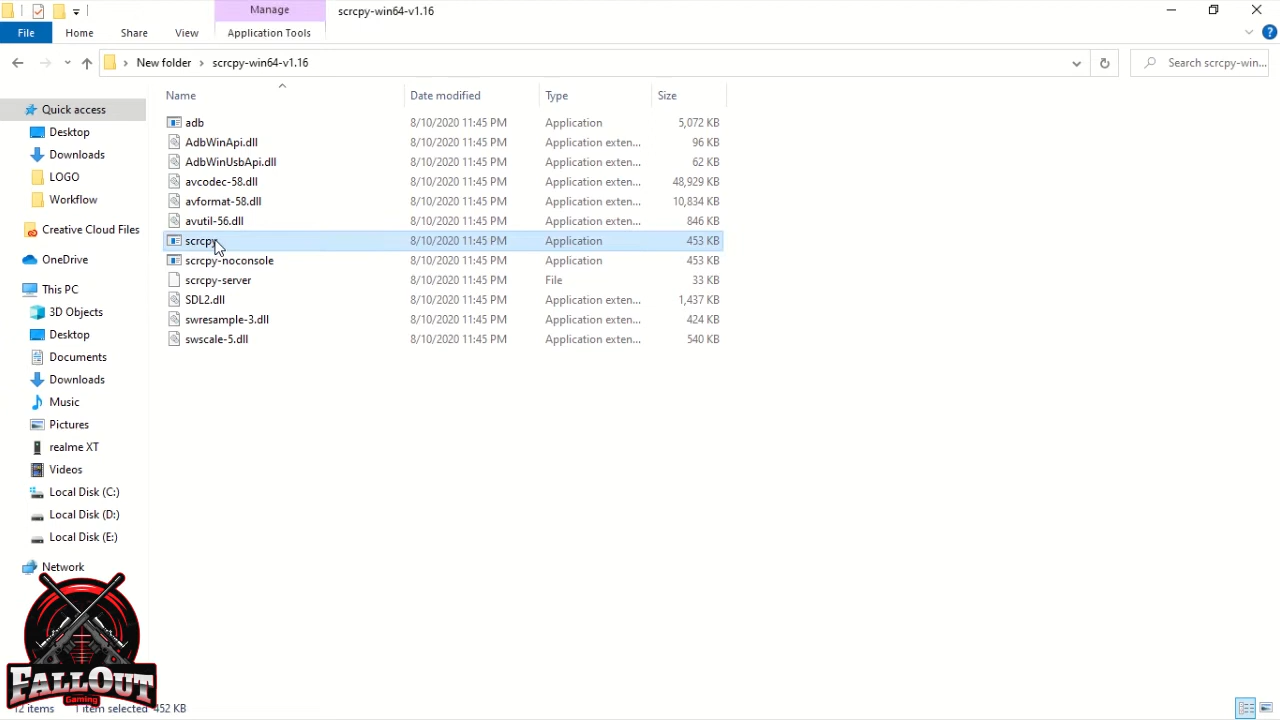 Manage
scrcpy-win64-v1.16
File
Home
Share
View
Application Tools
New folder
scrcpy-win64-v1.16
Search scrcpy-win...
Name
Date modified
Type
Size
Quick access
Desktop
Downloads
LOGO
Workflow
Creative Cloud Files
OneDrive
This PC
3D Objects
Desktop
Documents
Downloads
Music
Pictures
realme XT
Videos
Local Disk (C:)
Local Disk (D:)
Local Disk (E:)
Network
adb 8/10/2020 11:45 PM Application 5,072 KB
AdbWinApi.dll 8/10/2020 11:45 PM Application exten... 96 KB
AdbWinUsbApi.dll 8/10/2020 11:45 PM Application exten... 62 KB
avcodec-58.dll 8/10/2020 11:45 PM Application exten... 48,929 KB
avformat-58.dll 8/10/2020 11:45 PM Application exten... 10,834 KB
avutil-56.dll 8/10/2020 11:45 PM Application exten... 846 KB
scrcpy 8/10/2020 11:45 PM Application 453 KB
scrcpy-noconsole 8/10/2020 11:45 PM Application 453 KB
scrcpy-server 8/10/2020 11:45 PM File 33 KB
SDL2.dll 8/10/2020 11:45 PM Application exten... 1,437 KB
swresample-3.dll 8/10/2020 11:45 PM Application exten... 424 KB
swscale-5.dll 8/10/2020 11:45 PM Application exten... 540 KB
FALLOUT
Gaming
12 items 1 item selected 452 KB